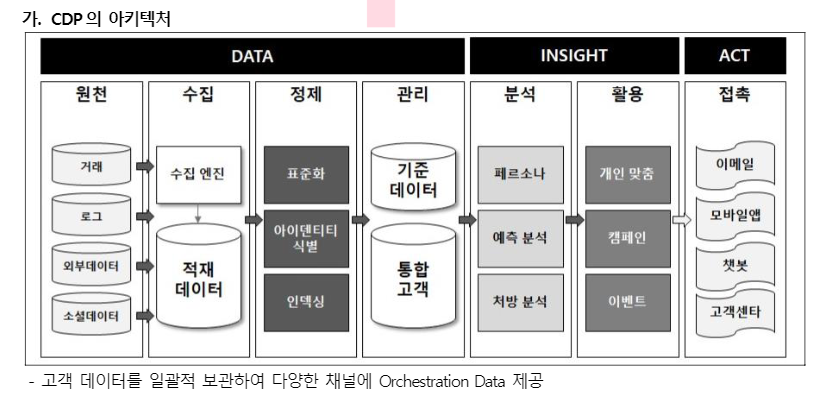 가. CDP의 아키텍처
DATA
INSIGHT
ACT
원천
수집
정제
관리
분석
활용
접촉
거래
로그
외부데이터
소셜데이터
수집 엔진
적재
데이터
표준화
아이덴티티
식별
인덱싱
기준
데이터
통합
고객
페르소나
예측 분석
처방 분석
개인 맞춤
캠페인
이벤트
이메일
모바일앱
챗봇
고객센타
- 고객 데이터를 일괄적 보관하여 다양한 채널에 Orchestration Data 제공